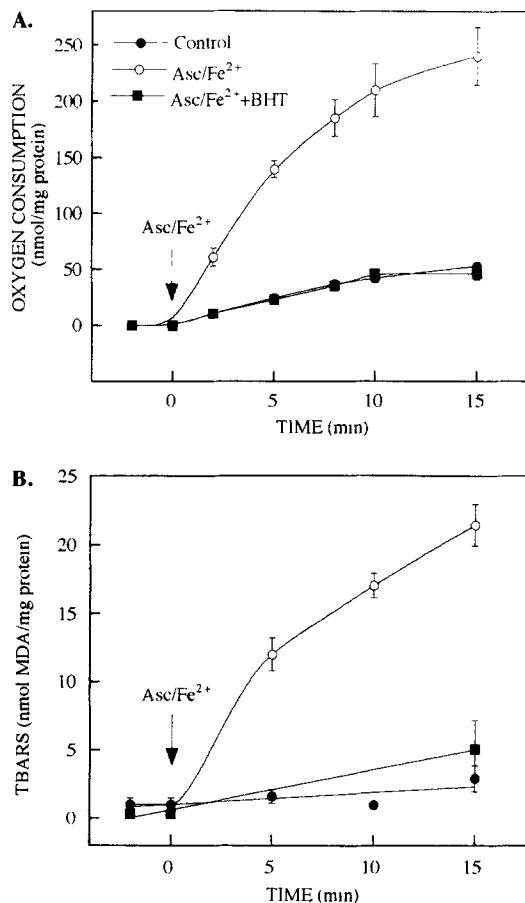 A.
Control
Asc/Fe²⁺
Asc/Fe²⁺+BHT
OXYGEN CONSUMPTION
(nmol/mg protein)
250
200
150
100
50
0
Asc/Fe²⁺
0
5
10
15
TIME (min)
B.
TBARS (nmol MDA/mg protein)
25
20
15
10
5
0
Asc/Fe²⁺
0
5
10
15
TIME (min)